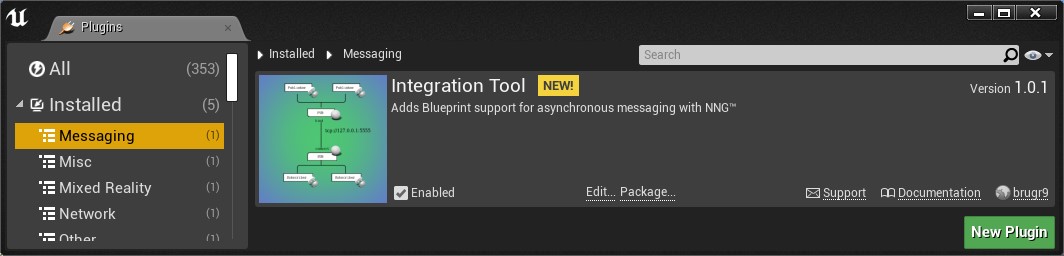 Plugins
All (353)
Installed (5)
Messaging (1)
Misc (1)
Mixed Reality (1)
Network (1)
Other (1)
Installed Messaging
Search
Integration Tool NEW! Version 1.0.1
Adds Blueprint support for asynchronous messaging with NNG™
tcp://127.0.0.1:5555
Enabled Edit... Package... Support Documentation brugr9
New Plugin